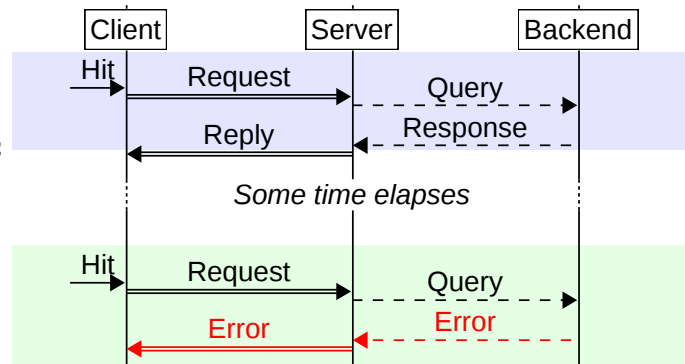 Client Server Backend
Hit
Request
Query
Response
Reply
Some time elapses
Hit
Request
Query
Error
Error